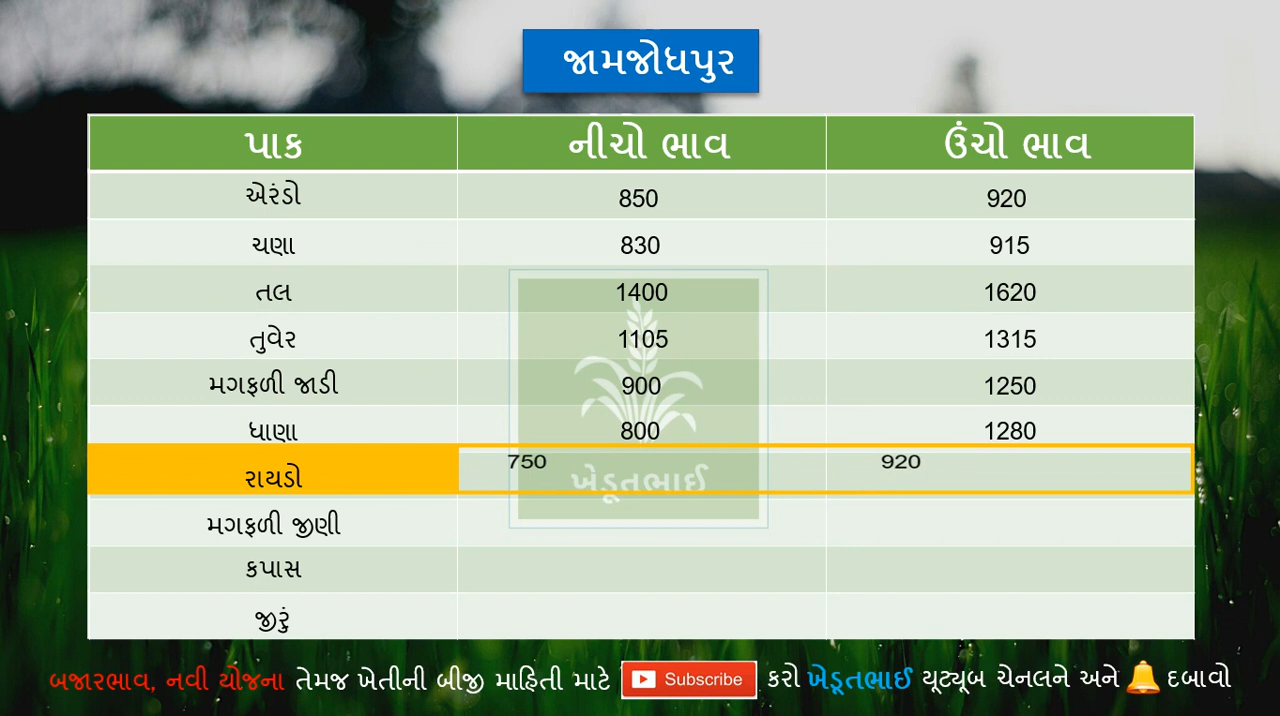 જામજોધપુર
પાક નીચો ભાવ ઉંચો ભાવ
એરંડો 850 920
ચણા 830 915
તલ 1400 1620
તુવેર 1105 1315
મગફળી જાડી 900 1250
ધાણા 800 1280
રાયડો 750 920
ખેડૂતભાઈ
મગફળી જીણી
કપાસ
જીરું
બજારભાવ, નવી યોજના તેમજ ખેતીની બીજી માહિતી માટે Subscribe કરો ખેડૂતભાઈ યૂટ્યૂબ ચેનલને અને દબાવો